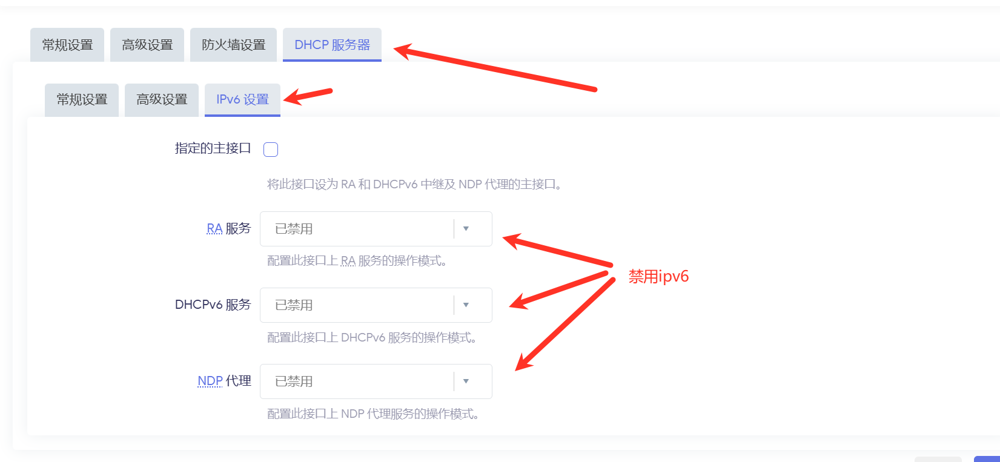 常规设置 高级设置 防火墙设置 DHCP 服务器
常规设置 高级设置 IPv6 设置
指定的主接口
将此接口设为 RA 和 DHCPv6 中继及 NDP 代理的主接口。
RA 服务 已禁用
配置此接口上 RA 服务的操作模式。
禁用ipv6
DHCPv6 服务 已禁用
配置此接口上 DHCPv6 服务的操作模式。
NDP 代理 已禁用
配置此接口上 NDP 代理服务的操作模式。